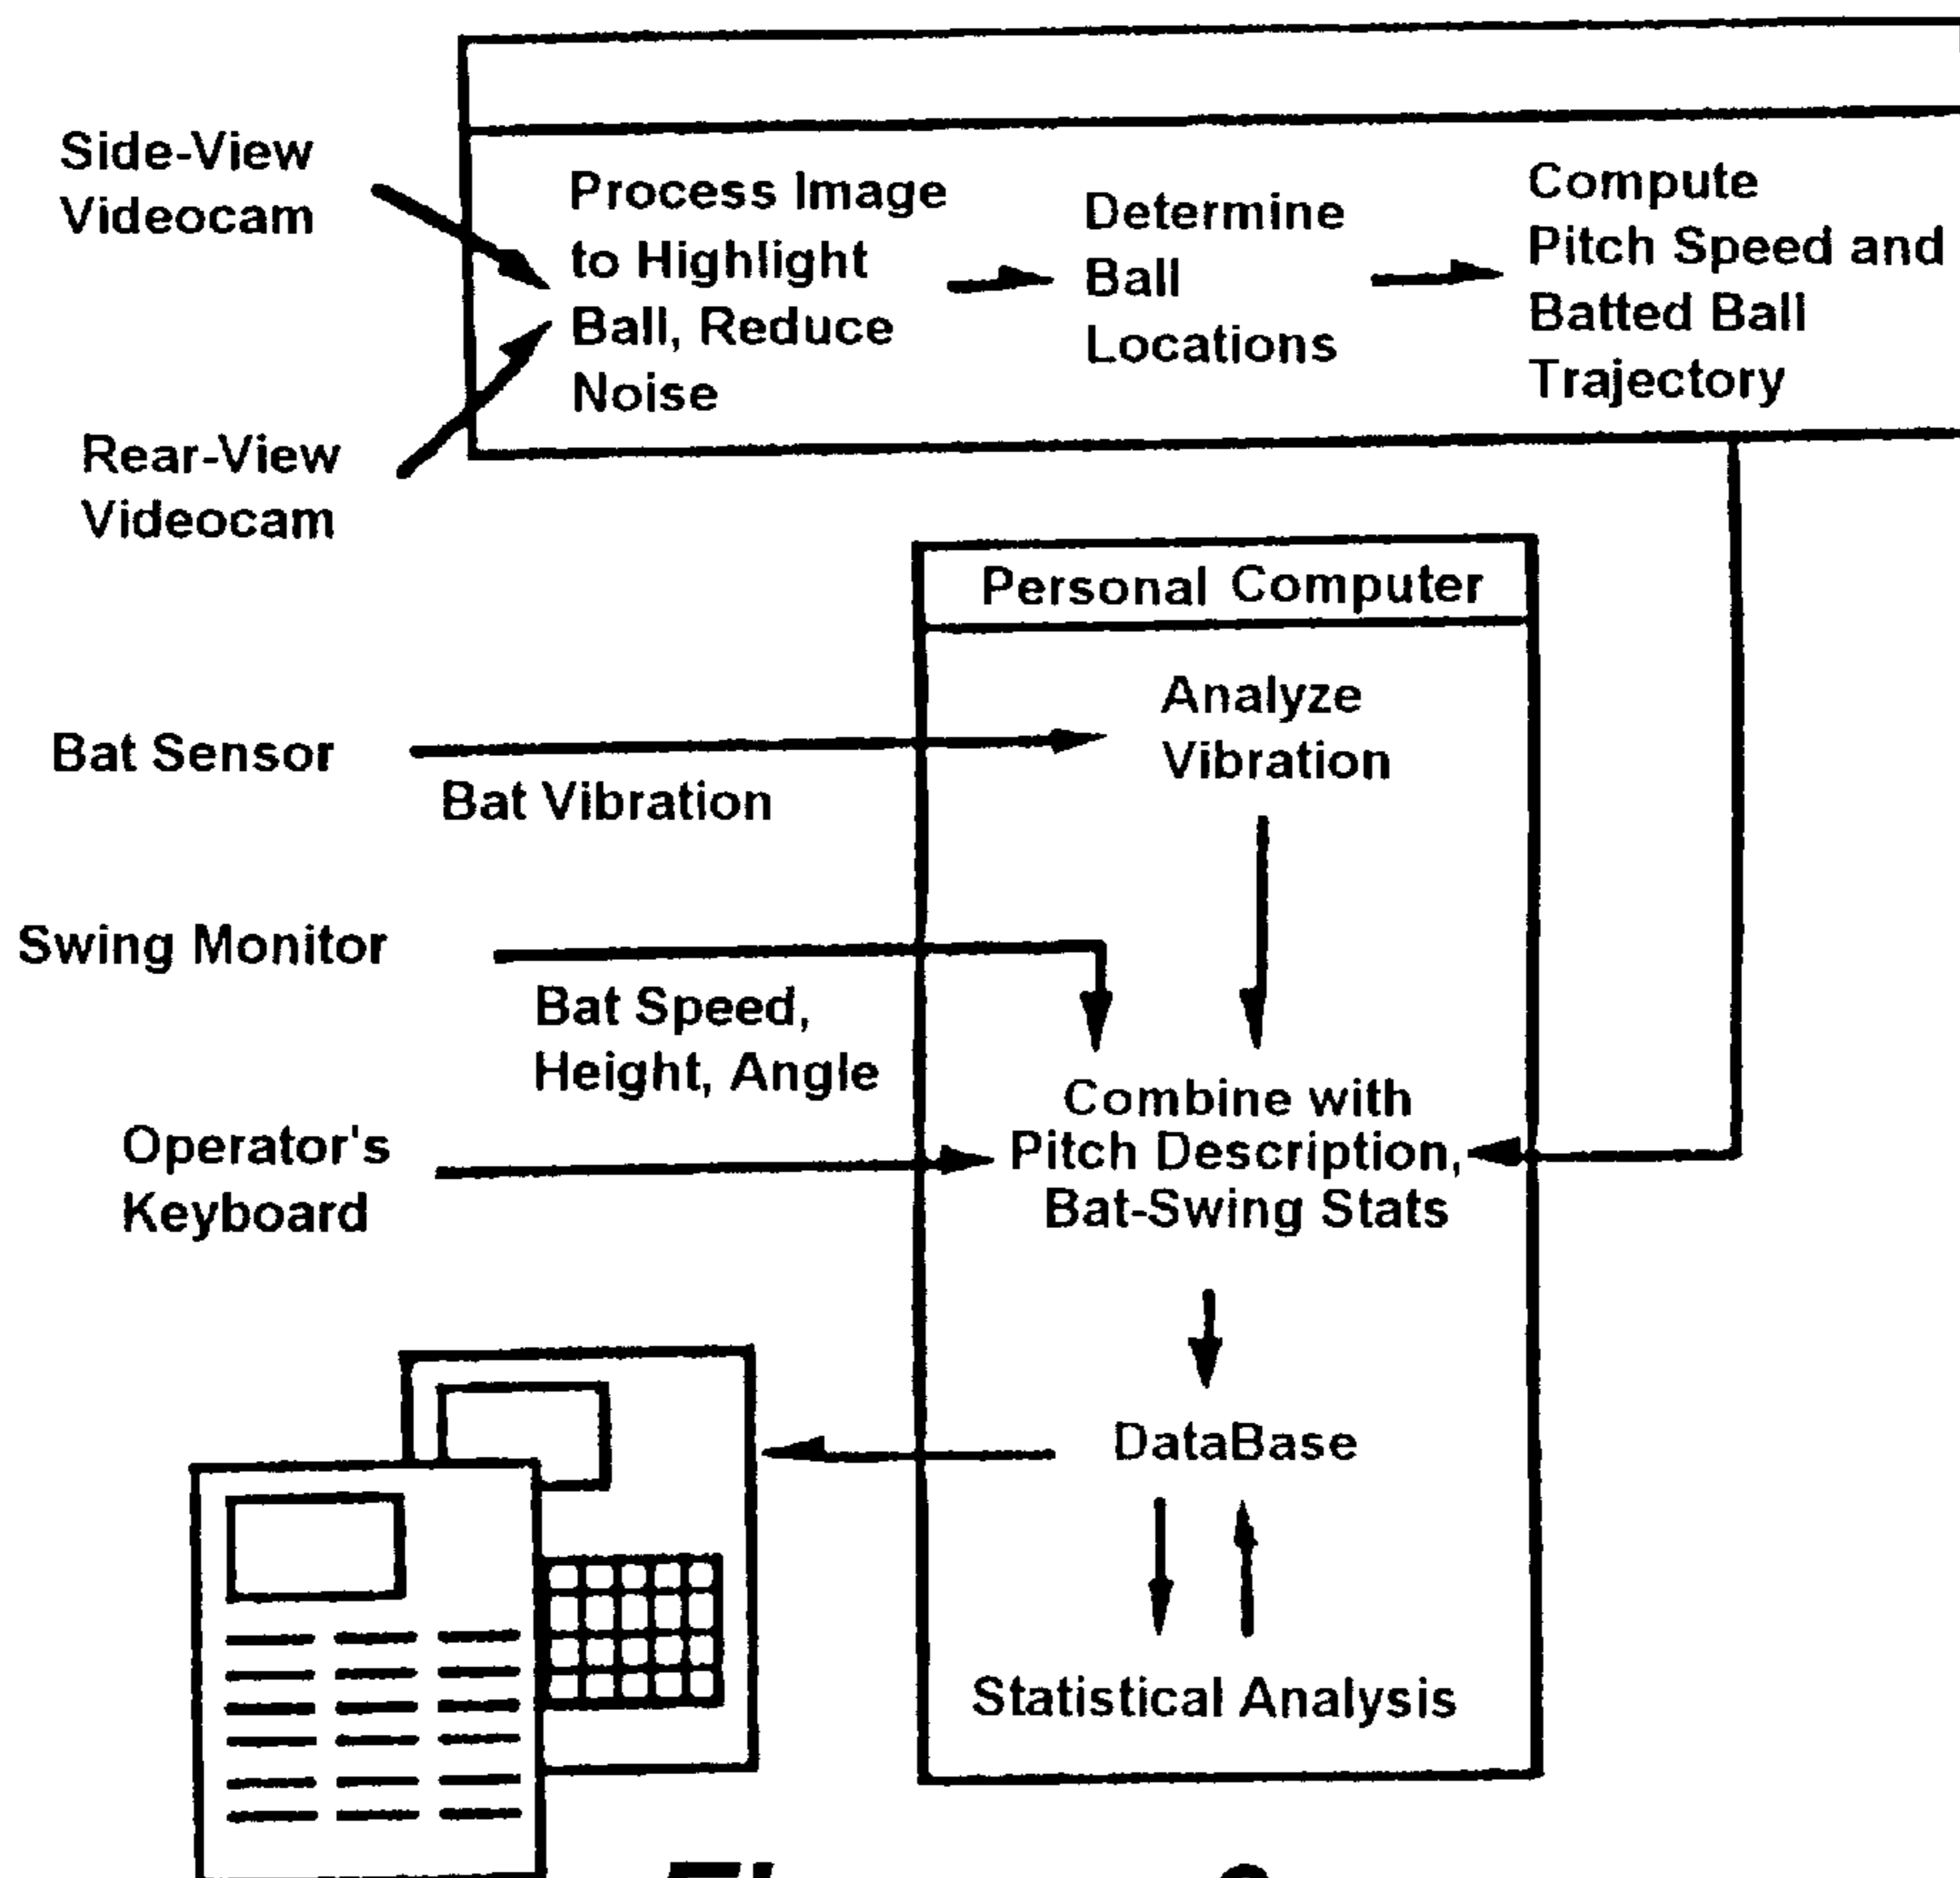 Side-View
Videocam
Process Image
to Highlight
Ball, Reduce
Noise
Determine
Ball
Locations
Compute
Pitch Speed and
Batted Ball
Trajectory
Rear-View
Videocam
Personal Computer
Analyze
Vibration
Bat Sensor
Bat Vibration
Swing Monitor
Bat Speed,
Height, Angle
Combine with
Pitch Description,
Bat-Swing Stats
Operator's
Keyboard
DataBase
Statistical Analysis